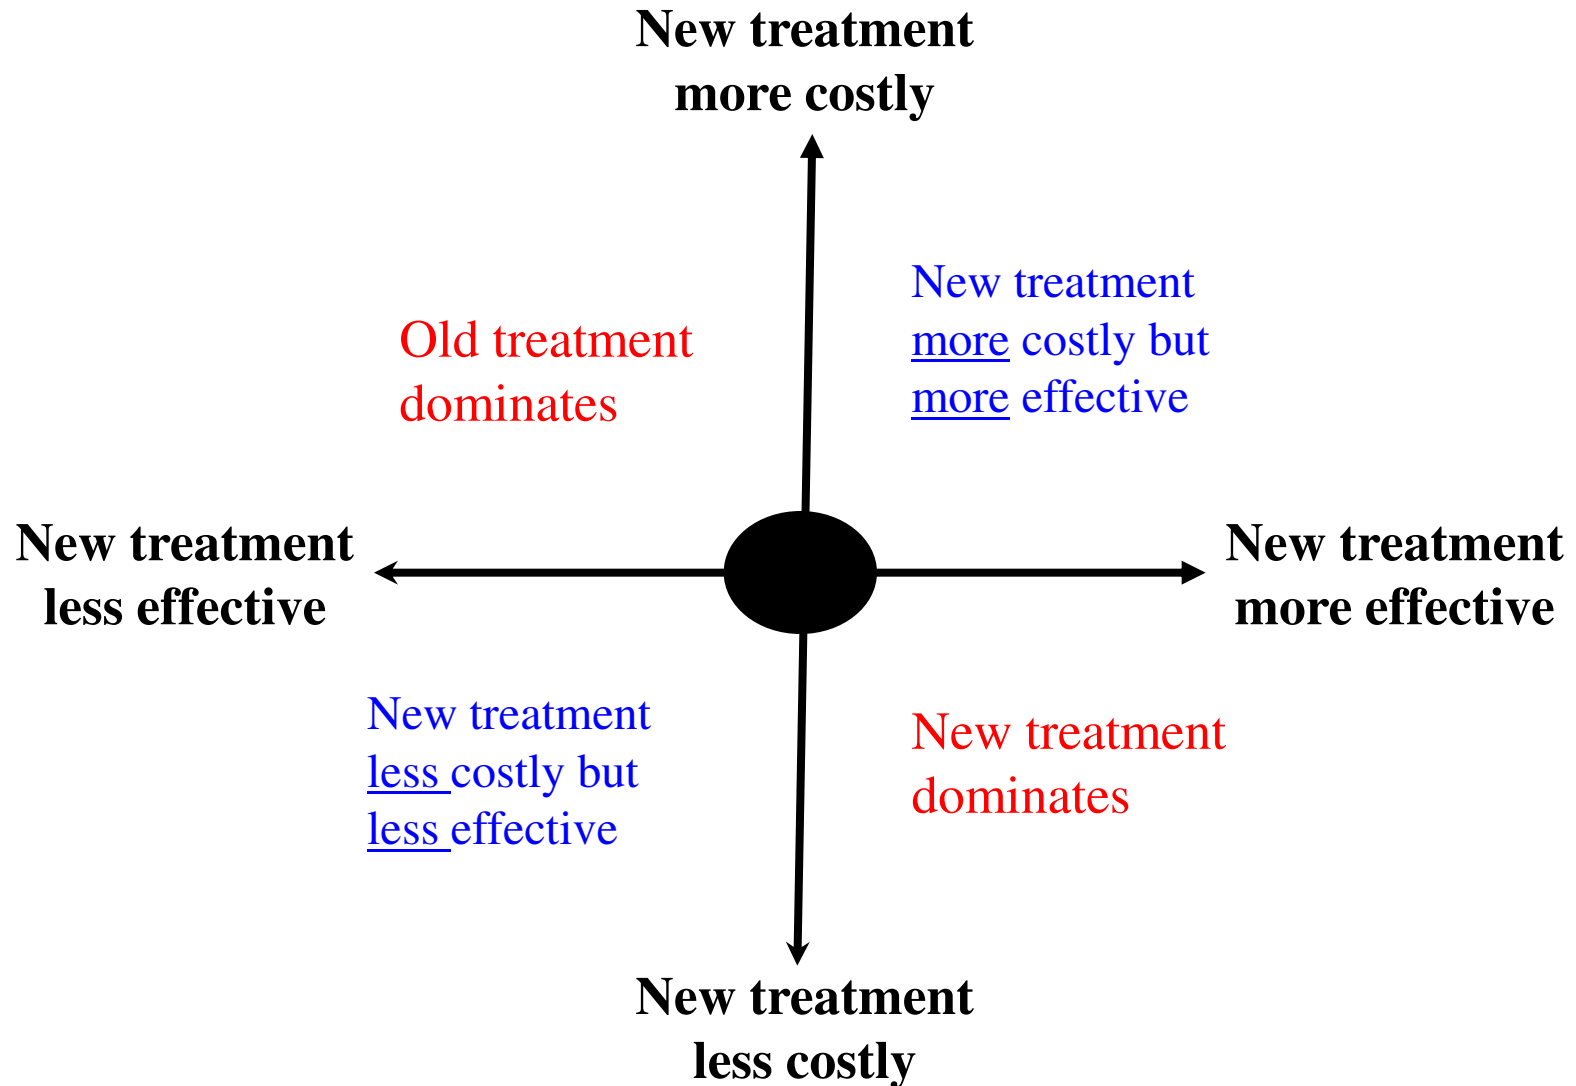 New treatment
more costly
New treatment
more costly but
more effective
Old treatment
dominates
New treatment
less effective
New treatment
more effective
New treatment
less costly but
less effective
New treatment
dominates
New treatment
less costly